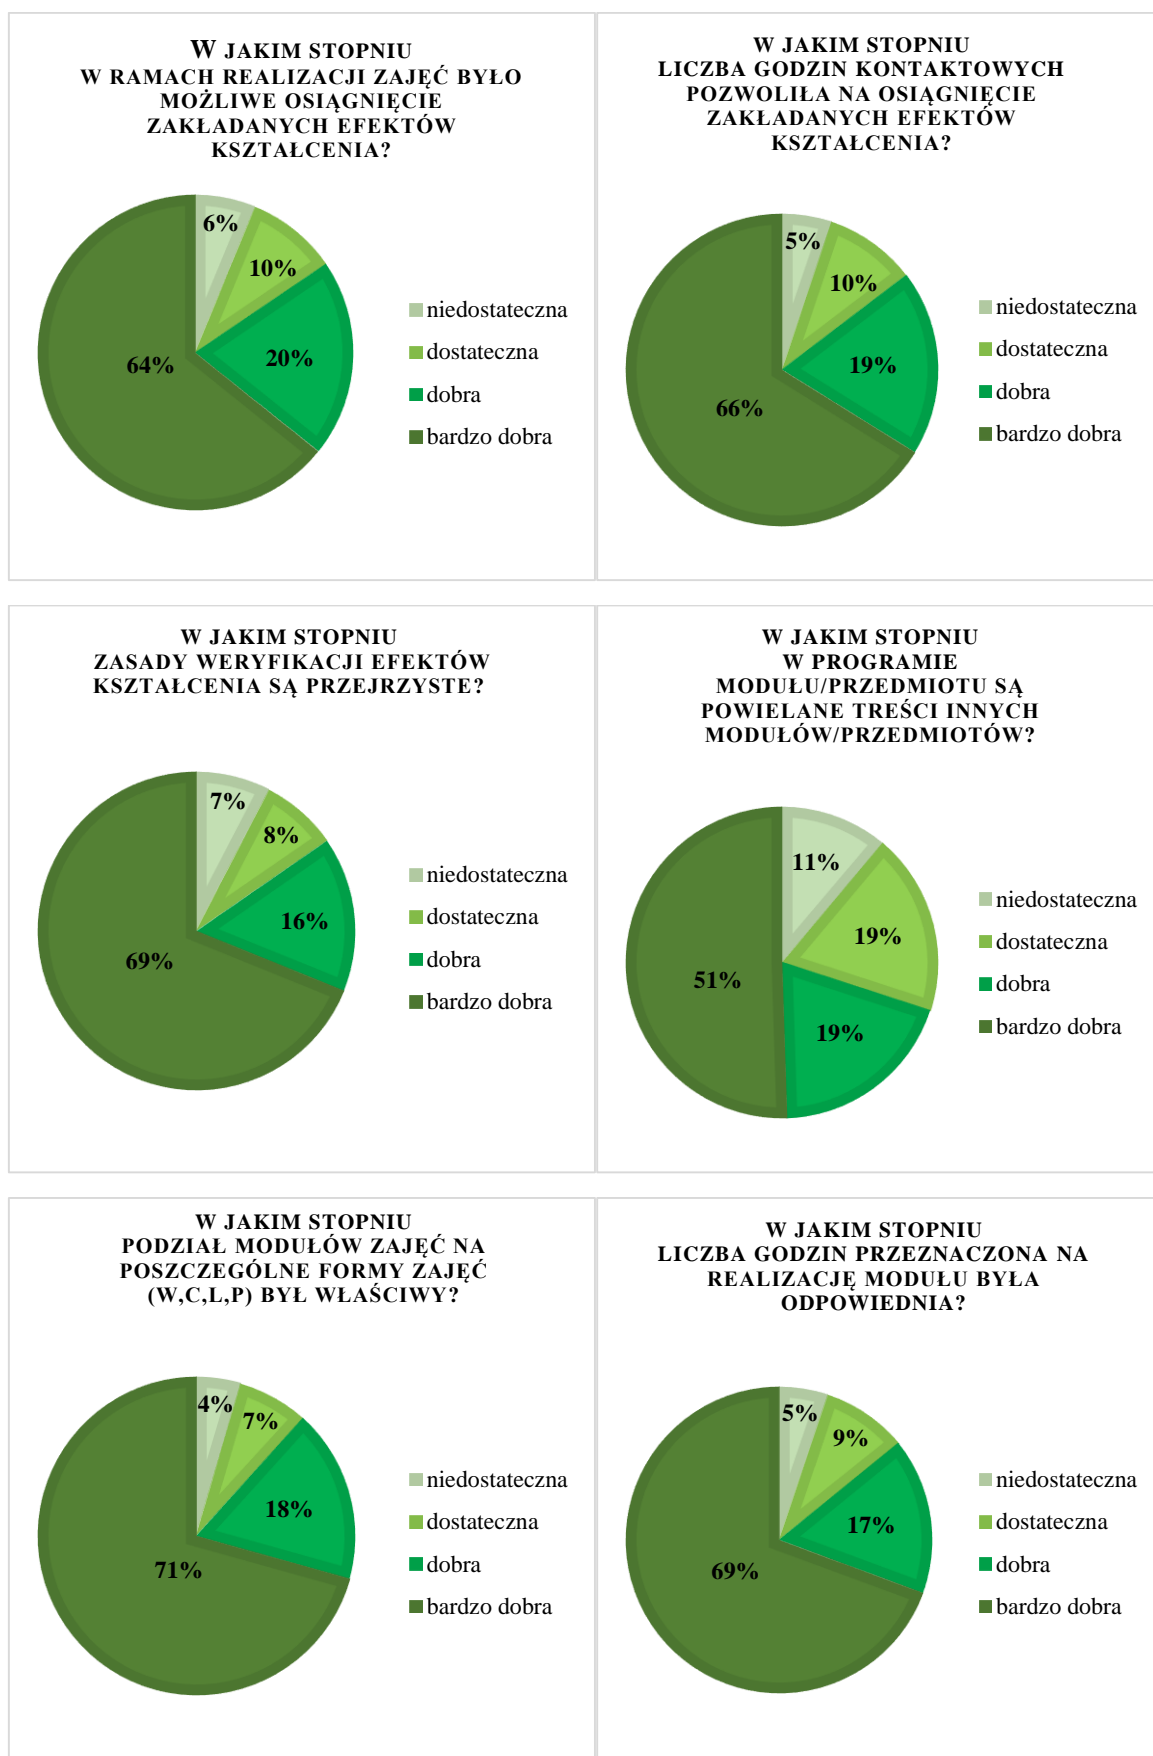 W JAKIM STOPNIU
W RAMACH REALIZACJI ZAJĘĆ BYŁO
MOŻLIWE OSIĄGNIĘCIE
ZAKŁADANYCH EFEKTÓW
KSZTAŁCENIA?
6%
10%
20%
64%
niedostateczna
dostateczna
dobra
bardzo dobra
W JAKIM STOPNIU
LICZBA GODZIN KONTAKTOWYCH
POZWOLIŁA NA OSIĄGNIĘCIE
ZAKŁADANYCH EFEKTÓW
KSZTAŁCENIA?
5%
10%
19%
66%
niedostateczna
dostateczna
dobra
bardzo dobra
W JAKIM STOPNIU
ZASADY WERYFIKACJI EFEKTÓW
KSZTAŁCENIA SĄ PRZEJRZYSTE?
7%
8%
16%
69%
niedostateczna
dostateczna
dobra
bardzo dobra
W JAKIM STOPNIU
W PROGRAMIE
MODUŁU/PRZEDMIOTU SĄ
POWIELANE TREŚCI INNYCH
MODUŁÓW/PRZEDMIOTÓW?
11%
19%
19%
51%
niedostateczna
dostateczna
dobra
bardzo dobra
W JAKIM STOPNIU
PODZIAŁ MODUŁÓW ZAJĘĆ NA
POSZCZEGÓLNE FORMY ZAJĘĆ
(W,C,L,P) BYŁ WŁAŚCIWY?
4%
7%
18%
71%
niedostateczna
dostateczna
dobra
bardzo dobra
W JAKIM STOPNIU
LICZBA GODZIN PRZEZNACZONA NA
REALIZACJĘ MODUŁU BYŁA
ODPOWIEDNIA?
5%
9%
17%
69%
niedostateczna
dostateczna
dobra
bardzo dobra